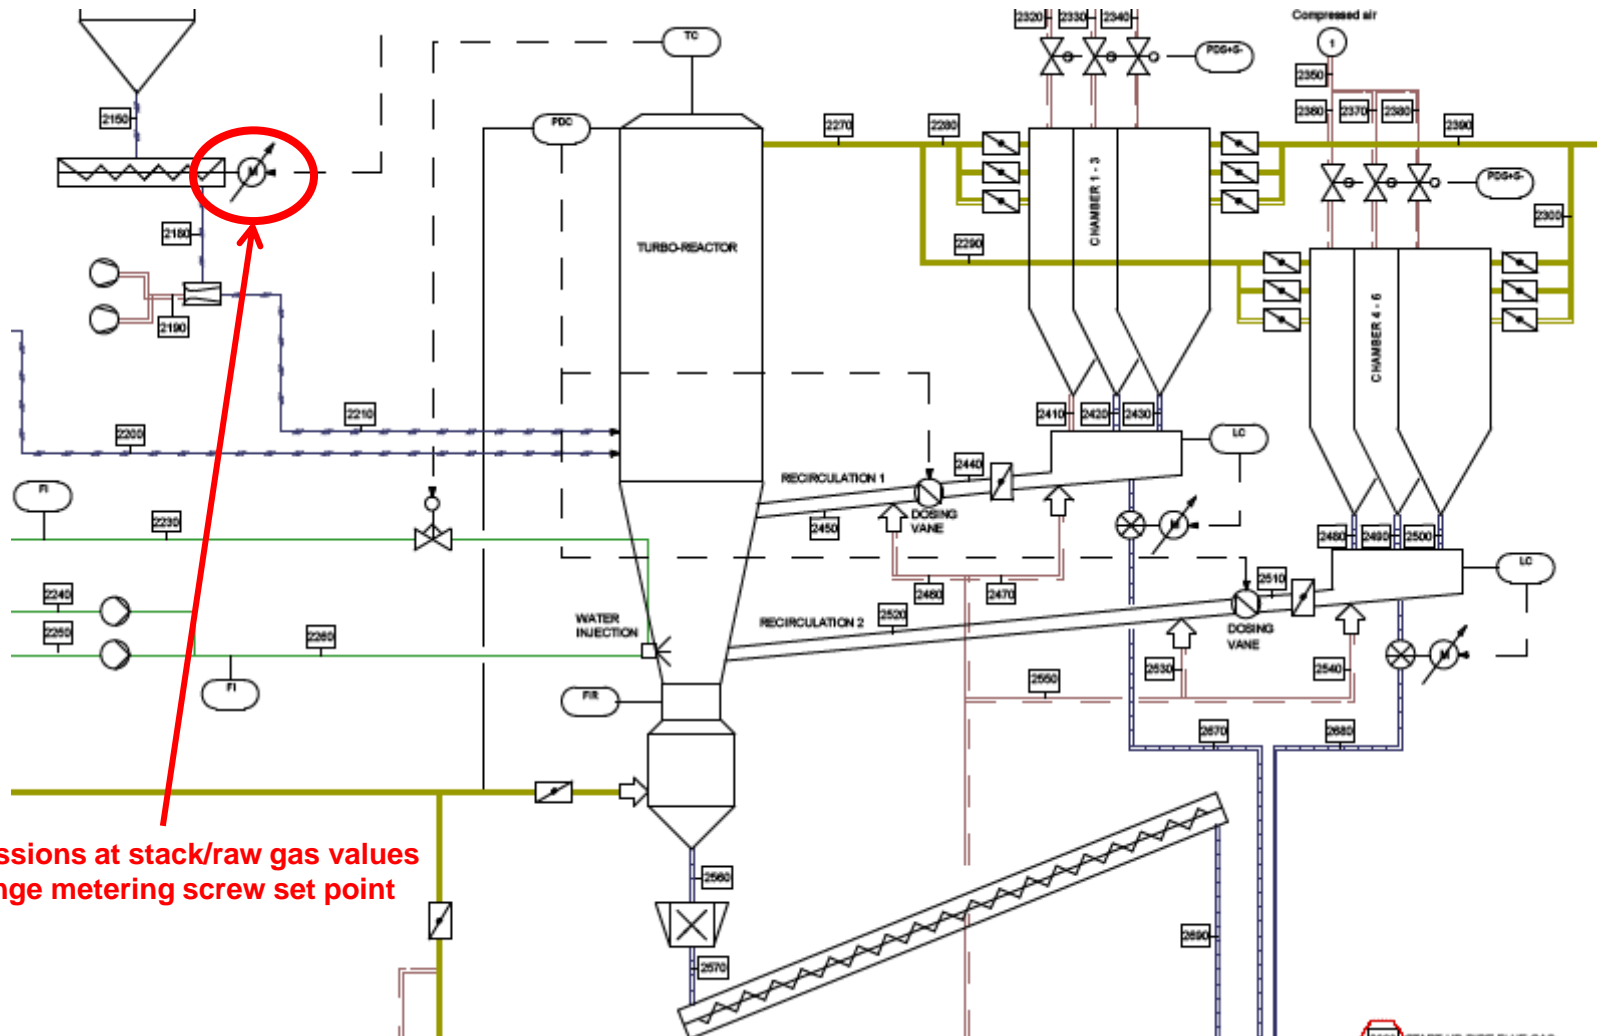 Compressed air
1
2320
2330
2340
TC
PDS+S-
2350
2360
2370
2380
2150
PDC
2270
2280
2390
M
PDS+S-
CHAMBER 1 - 3
2300
2180
TURBO-REACTOR
2290
2190
CHAMBER 4 - 6
2210
2410
2420
2430
2200
LC
2440
RECIRCULATION 1
FI
DOSING
VANE
2230
2450
M
2480
2490
2500
LC
2510
2240
2460
2470
2520
WATER
INJECTION
RECIRCULATION 2
2250
2260
DOSING
VANE
M
2530
2540
FI
FIR
2550
2670
2680
ssions at stack/raw gas values
nge metering screw set point
2560
2690
2570